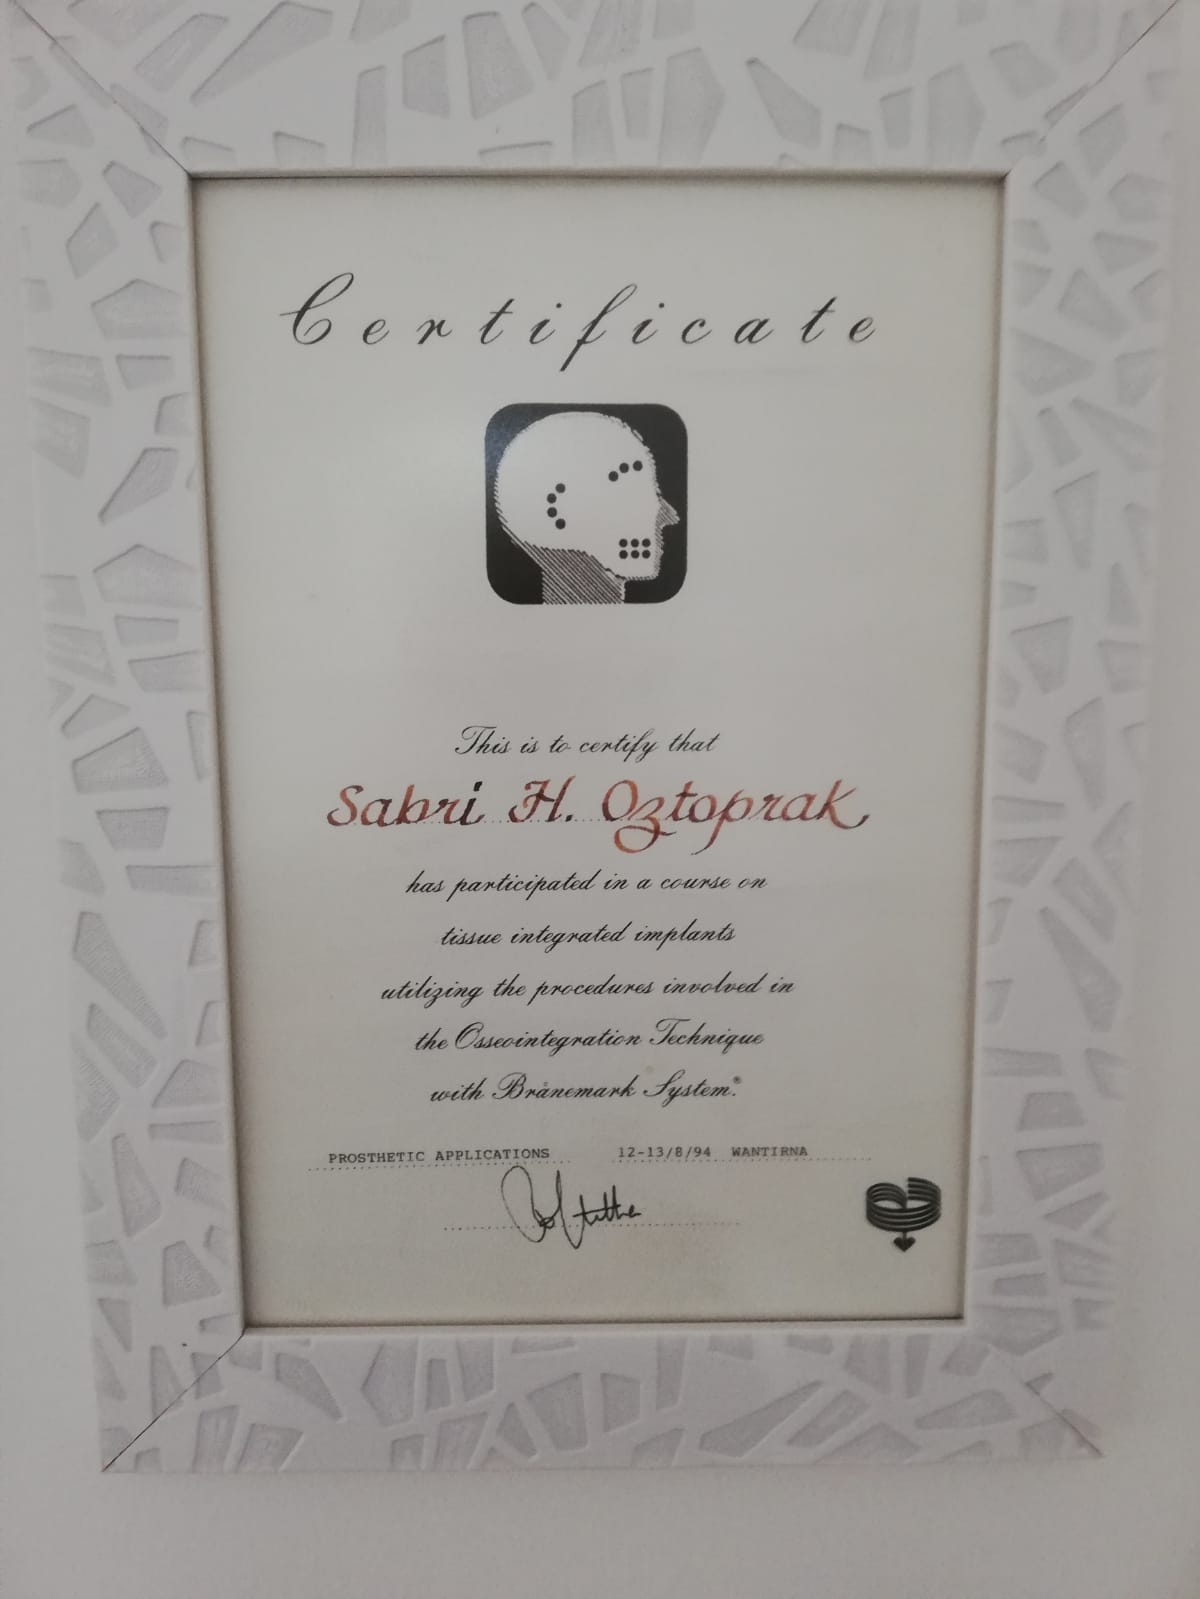 Certificate
This is to certify that
Sabri H. Oztoprak
has participated in a course on
tissue integrated implants
utilizing the procedures involved in
the Osseointegration Technique
with Brånemark System.®
PROSTHETIC APPLICATIONS 12-13/8/94 WANTIRNA